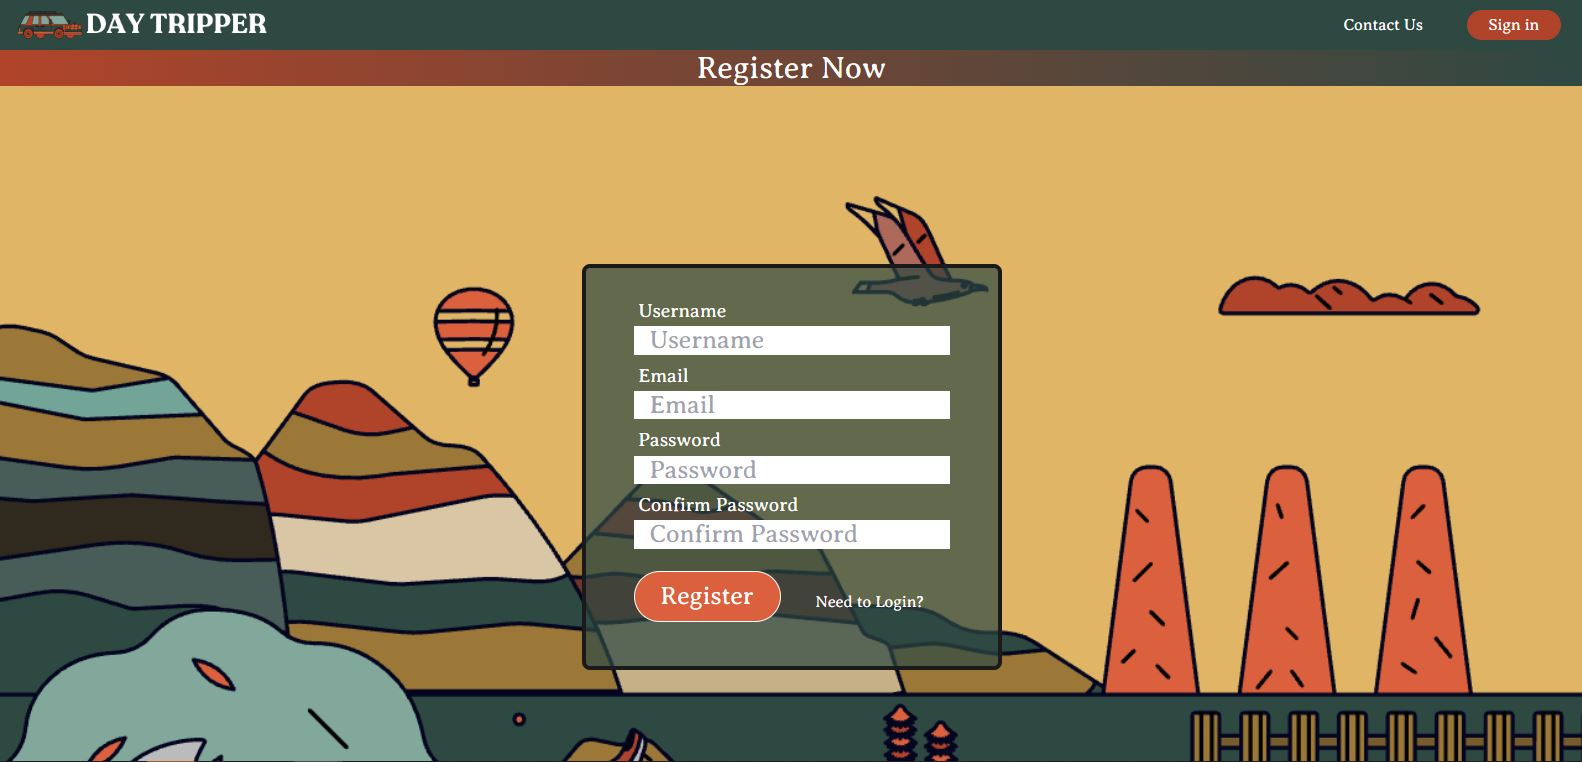 DAY TRIPPER
Contact Us
Sign in
Register Now
Username
Username
Email
Email
Password
Password
Confirm Password
Confirm Password
Register
Need to Login?